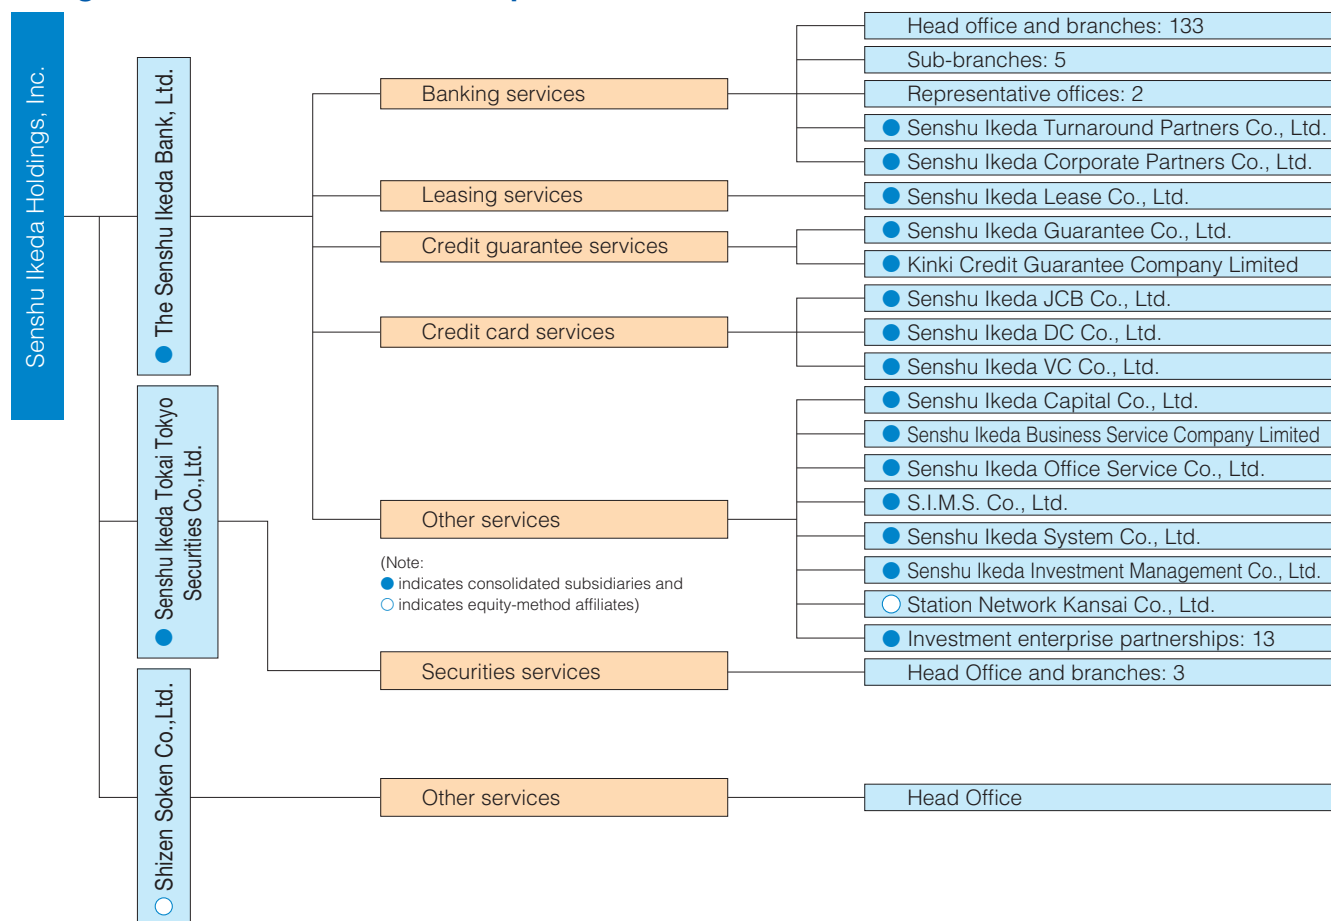 Senshu Ikeda Holdings, Inc.
The Senshu Ikeda Bank, Ltd.
Senshu Ikeda Tokai Tokyo
Securities Co.,Ltd.
Shizen Soken Co.,Ltd.
Banking services
Leasing services
Credit guarantee services
Credit card services
Other services
(Note:
● indicates consolidated subsidiaries and
○ indicates equity-method affiliates)
Securities services
Other services
Head office and branches: 133
Sub-branches: 5
Representative offices: 2
● Senshu Ikeda Turnaround Partners Co., Ltd.
● Senshu Ikeda Corporate Partners Co., Ltd.
● Senshu Ikeda Lease Co., Ltd.
● Senshu Ikeda Guarantee Co., Ltd.
● Kinki Credit Guarantee Company Limited
● Senshu Ikeda JCB Co., Ltd.
● Senshu Ikeda DC Co., Ltd.
● Senshu Ikeda VC Co., Ltd.
● Senshu Ikeda Capital Co., Ltd.
● Senshu Ikeda Business Service Company Limited
● Senshu Ikeda Office Service Co., Ltd.
● S.I.M.S. Co., Ltd.
● Senshu Ikeda System Co., Ltd.
● Senshu Ikeda Investment Management Co., Ltd.
○ Station Network Kansai Co., Ltd.
● Investment enterprise partnerships: 13
Head Office and branches: 3
Head Office